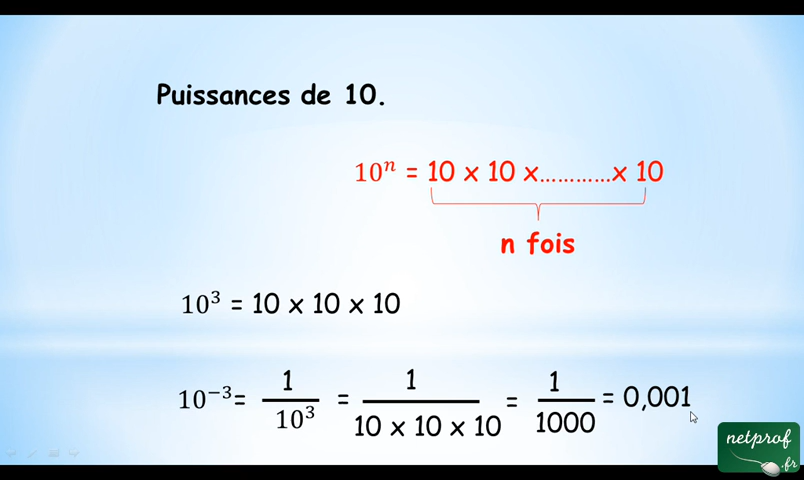 Puissances de 10.
10ⁿ = 10 x 10 x............x 10
n fois
10³ = 10 x 10 x 10
10⁻³= 1/10³ = 1/(10 x 10 x 10) = 1/1000 = 0,001
netprof
.fr